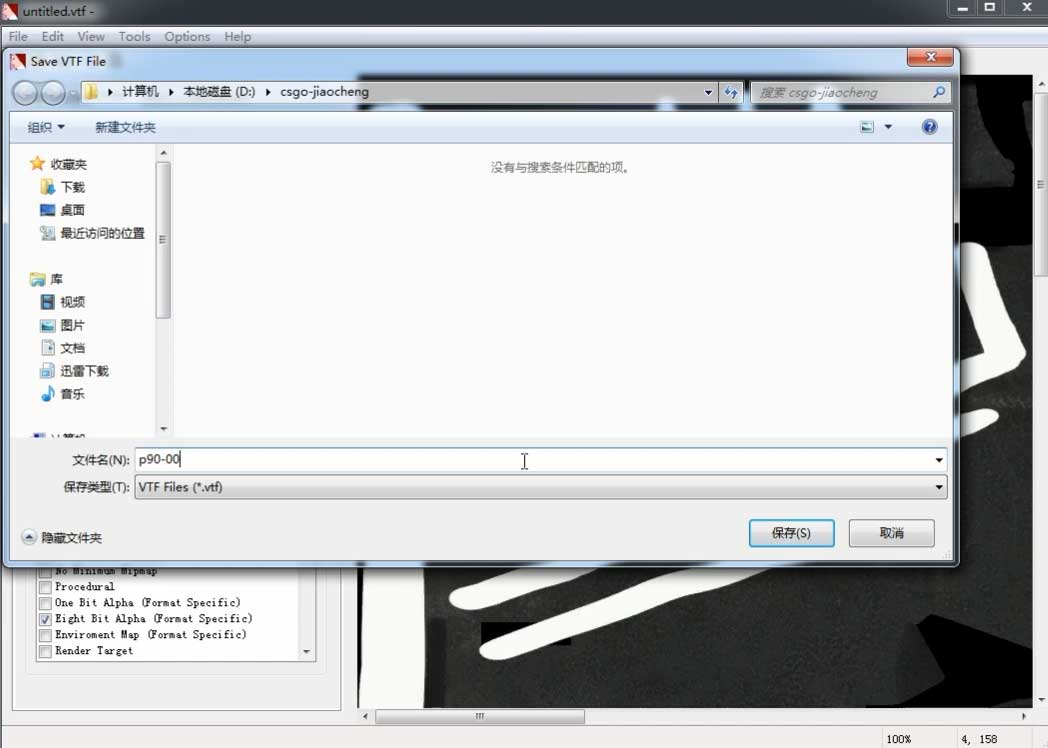 untitled.vtf -
File Edit View Tools Options Help
Save VTF File
计算机 本地磁盘 (D:) csgo-jiaocheng
搜索 csgo-jiaocheng
组织 新建文件夹
收藏夹
下载
桌面
最近访问的位置
库
视频
图片
文档
迅雷下载
音乐
计算机
没有与搜索条件匹配的项。
文件名(N): p90-00
保存类型(T): VTF Files (*.vtf)
隐藏文件夹
保存(S) 取消
No Minimum Mipmap
Procedural
One Bit Alpha (Format Specific)
Eight Bit Alpha (Format Specific)
Enviroment Map (Format Specific)
Render Target
100% 4, 158